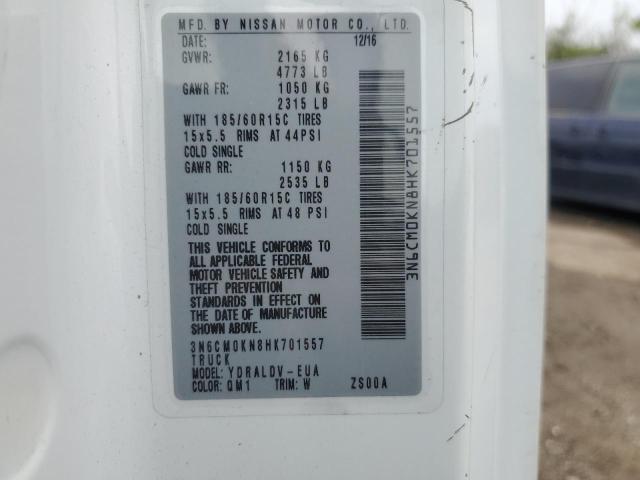 MFD. BY NISSAN MOTOR CO., LTD.
DATE: 12/16
GVWR: 2165 KG
4773 LB
GAWR FR: 1050 KG
2315 LB
WITH 185/60R15C TIRES
15x5.5 RIMS AT 44PSI
COLD SINGLE
GAWR RR: 1150 KG
2535 LB
WITH 185/60R15C TIRES
15x5.5 RIMS AT 48 PSI
COLD SINGLE
THIS VEHICLE CONFORMS TO
ALL APPLICABLE FEDERAL
MOTOR VEHICLE SAFETY AND
THEFT PREVENTION
STANDARDS IN EFFECT ON
THE DATE OF MANUFACTURE
SHOWN ABOVE.
3N6CM0KN8HK701557
TRUCK
MODEL: YDRALDV-EUA
COLOR: QM1 TRIM: W ZS00A
3N6CM0KN8HK701557